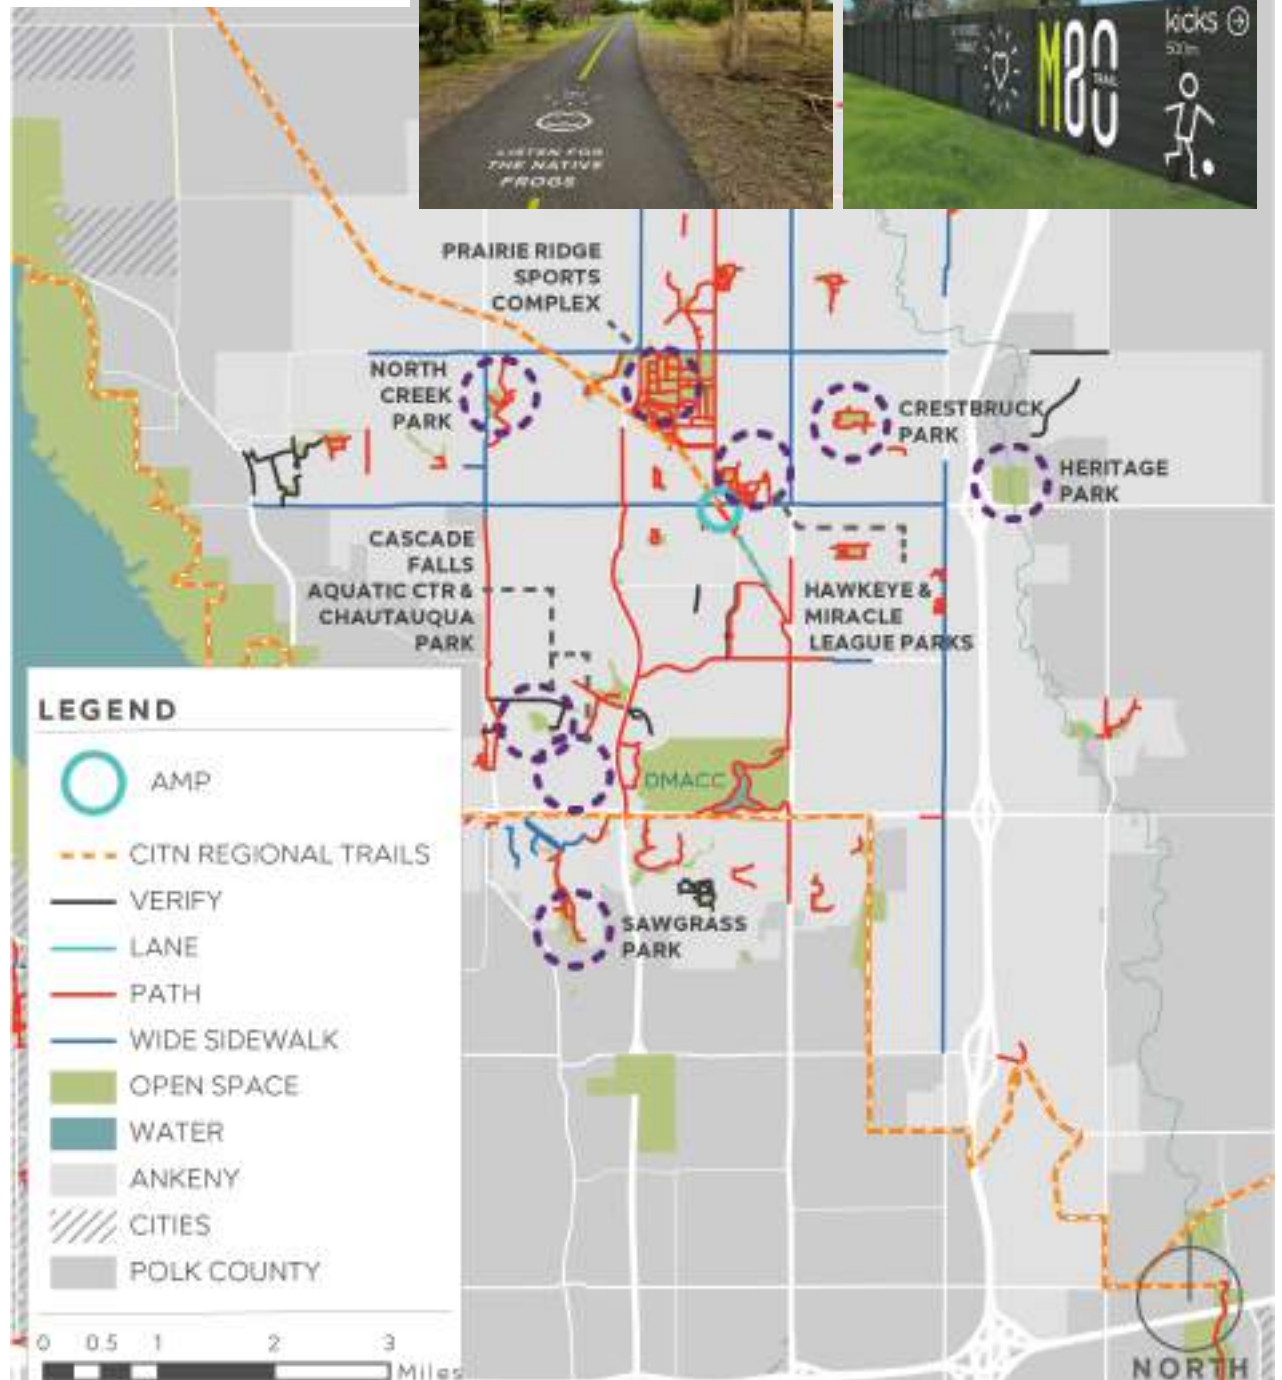 LISTEN FOR
THE NATIVE
FROGS
M80
TRAIL
kicks
500m
PRAIRIE RIDGE
SPORTS
COMPLEX
NORTH
CREEK
PARK
CRESTBRUCK
PARK
HERITAGE
PARK
CASCADE
FALLS
AQUATIC CTR &
CHAUTAUQUA
PARK
HAWKEYE &
MIRACLE
LEAGUE PARKS
DMACC
SAWGRASS
PARK
LEGEND
AMP
CITN REGIONAL TRAILS
VERIFY
LANE
PATH
WIDE SIDEWALK
OPEN SPACE
WATER
ANKENY
CITIES
POLK COUNTY
0 0.5 1 2 3
Miles
NORTH